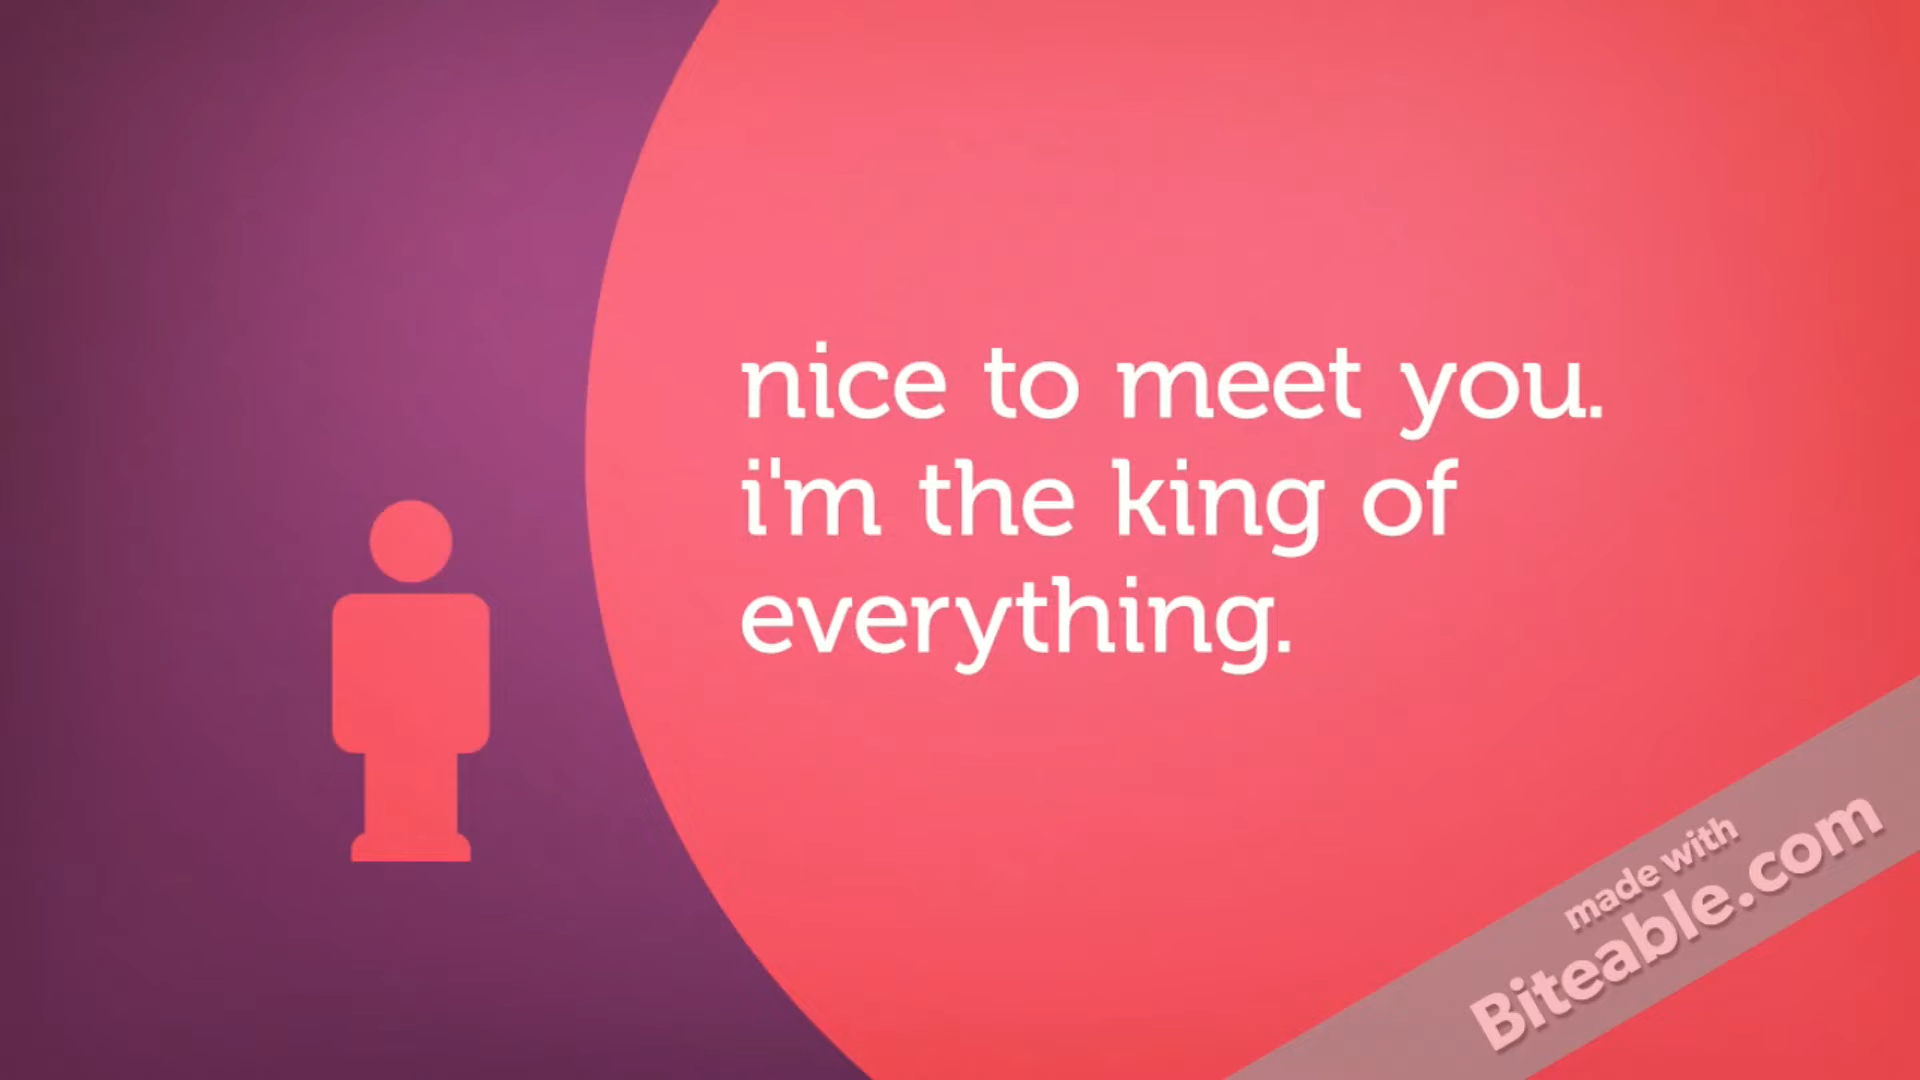 nice to meet you.
i'm the king of
everything.
made with
Biteable.com